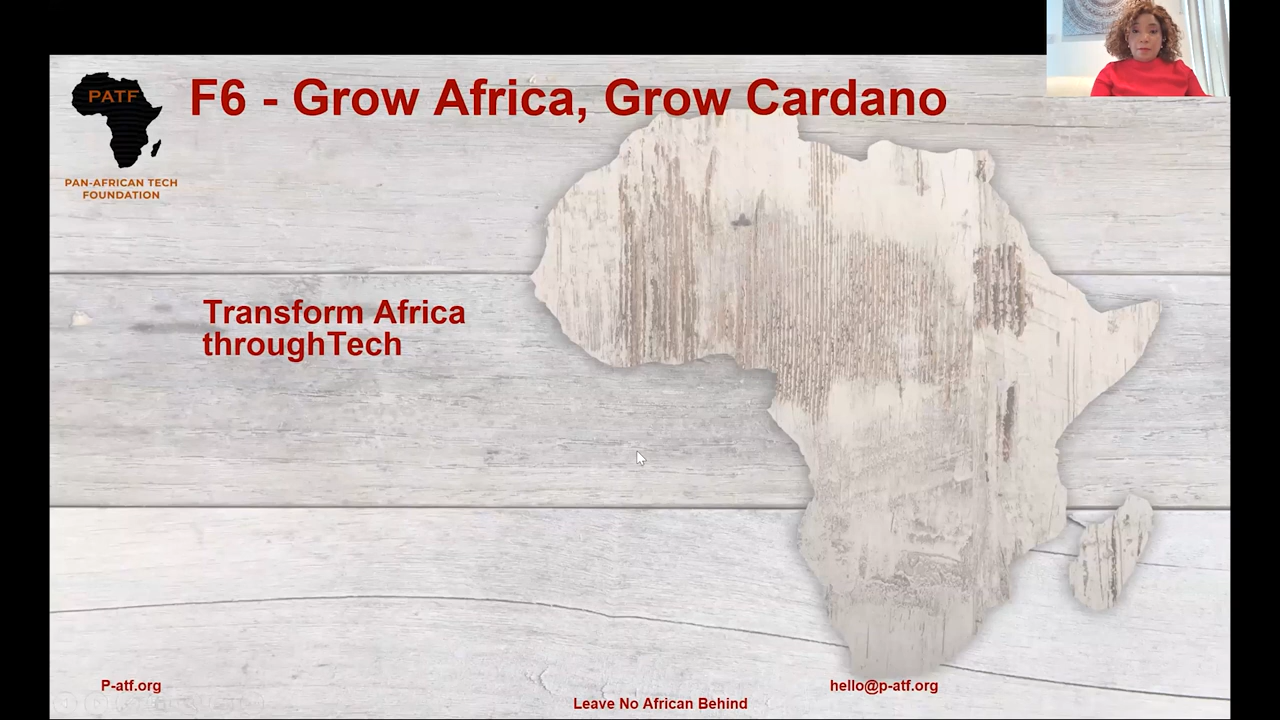 PATF
PAN-AFRICAN TECH
FOUNDATION
F6 - Grow Africa, Grow Cardano
Transform Africa
throughTech
P-atf.org
hello@p-atf.org
Leave No African Behind